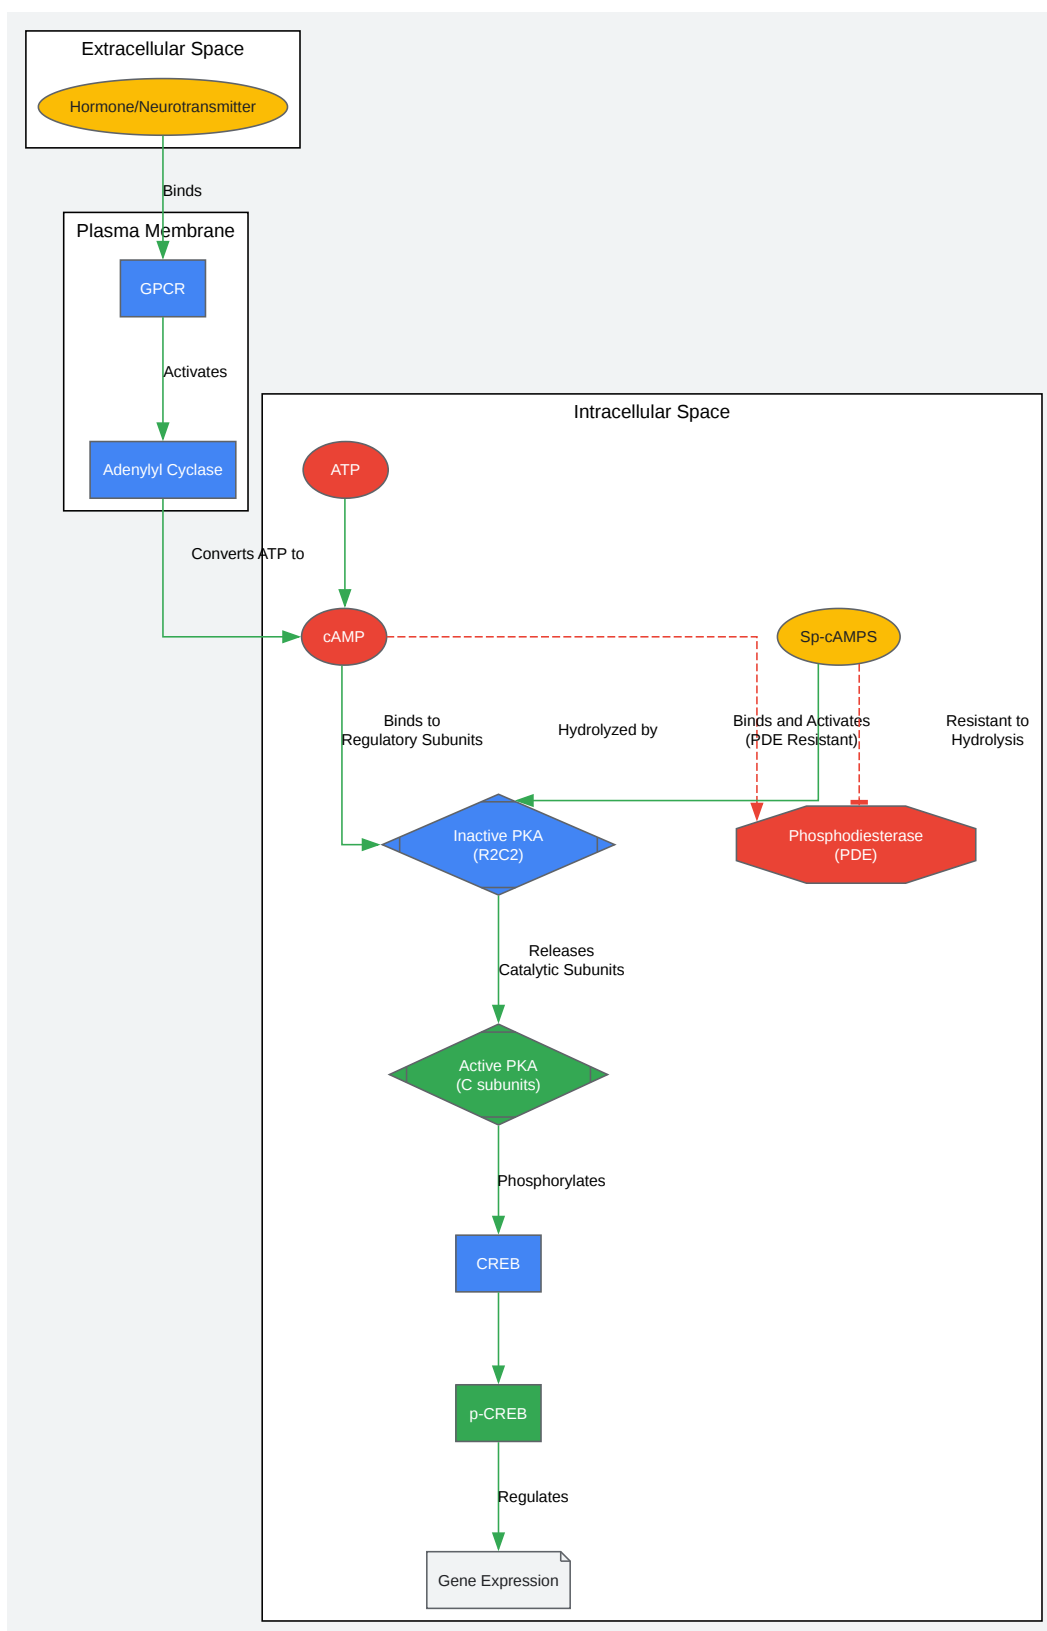 Extracellular Space
Hormone/Neurotransmitter
Binds
Plasma Membrane
GPCR
Activates
Adenylyl Cyclase
Intracellular Space
ATP
Converts ATP to
cAMP
Sp-cAMPS
Binds to
Regulatory Subunits
Hydrolyzed by
Binds and Activates
(PDE Resistant)
Resistant to
Hydrolysis
Inactive PKA
(R2C2)
Phosphodiesterase
(PDE)
Releases
Catalytic Subunits
Active PKA
(C subunits)
Phosphorylates
CREB
p-CREB
Regulates
Gene Expression